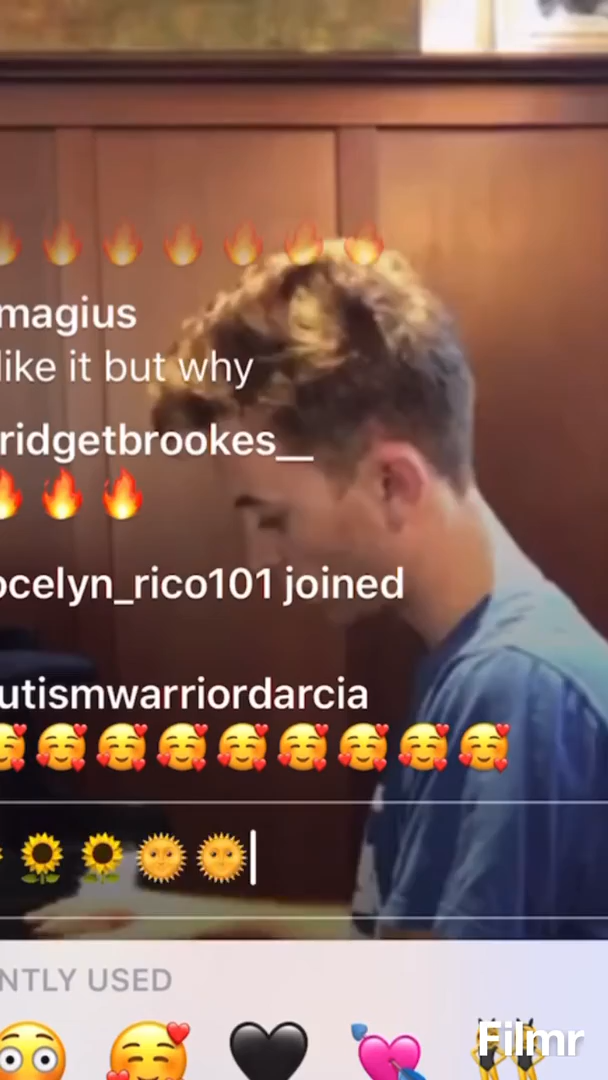 magius
like it but why
ridgetbrookes__
ocelyn_rico101 joined
utismwarriordarcia
NTLY USED
Filmr